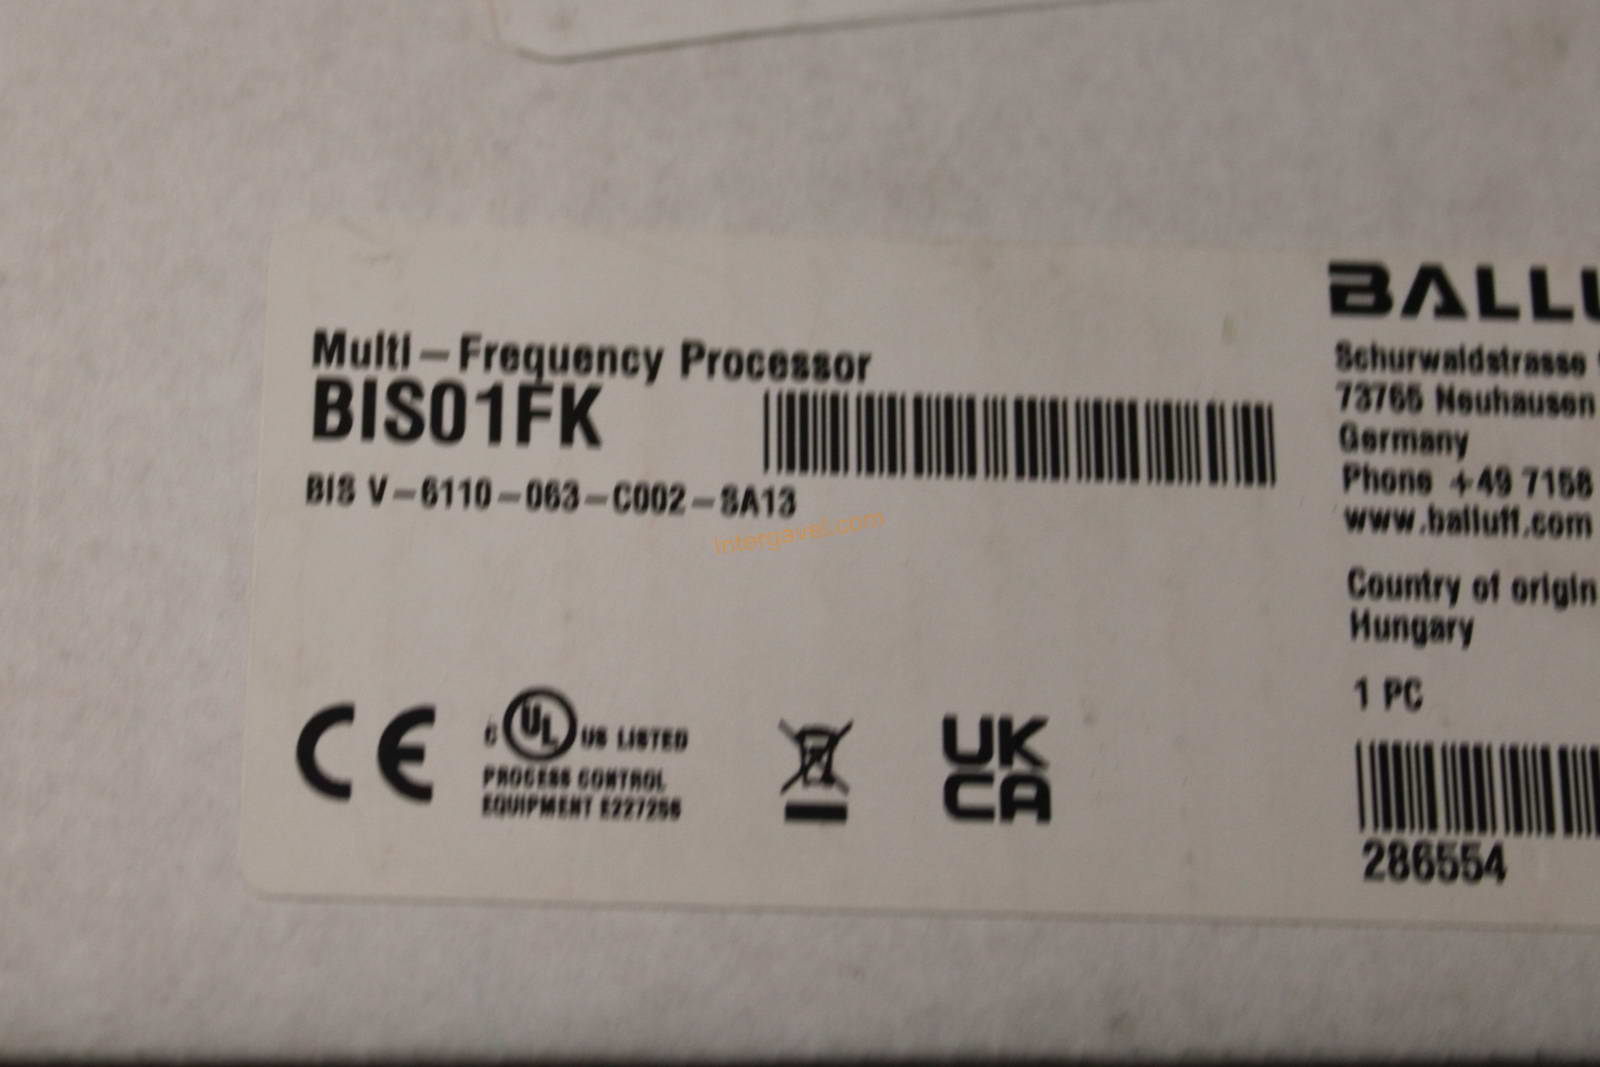 Multi-Frequency Processor
BIS01FK
BIS V-6110-063-C002-SA13
Intergavel.com
C UL US LISTED
PROCESS CONTROL
EQUIPMENT E227256
CE
UK
CA
BALLU
Schurwaldstrasse
73765 Neuhausen
Germany
Phone +49 7158
www.balluff.com
Country of origin
Hungary
1 PC
286554